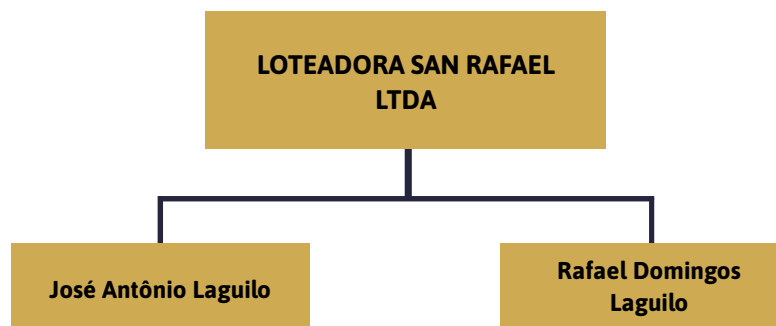 LOTEADORA SAN RAFAEL
LTDA
José Antônio Laguilo
Rafael Domingos
Laguilo